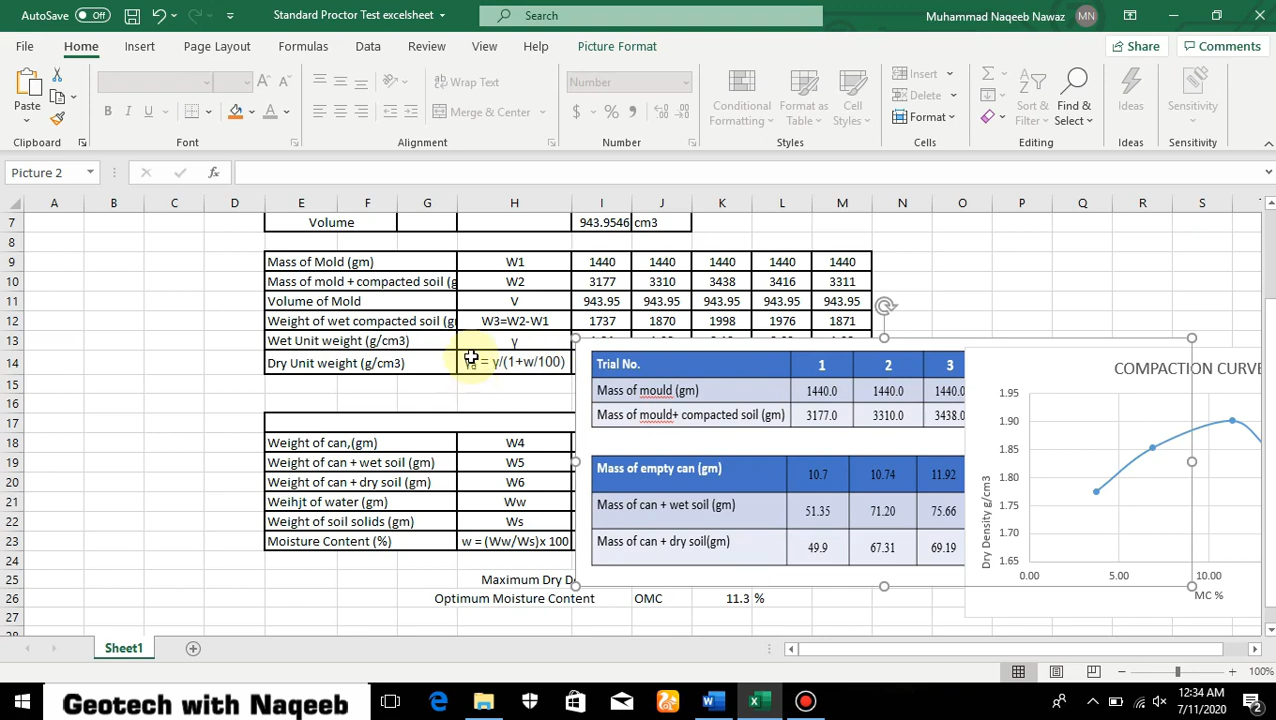 AutoSave Off Standard Proctor Test excelsheet Search Muhammad Naqeeb Nawaz MN
File Home Insert Page Layout Formulas Data Review View Help Picture Format Share Comments
Paste B I U Wrap Text Merge & Center Number $ % , Conditional Formatting Format as Table Cell Styles Insert Delete Format Sort & Filter Find & Select Ideas Sensitivity
Clipboard Font Alignment Number Styles Cells Editing Ideas Sensitivity
Picture 2 fx
A B C D E F G H I J K L M N O P Q R S
7 Volume 943.9546 cm3
8
9 Mass of Mold (gm) W1 1440 1440 1440 1440 1440
10 Mass of mold + compacted soil (g W2 3177 3310 3438 3416 3311
11 Volume of Mold V 943.95 943.95 943.95 943.95 943.95
12 Weight of wet compacted soil (g W3=W2-W1 1737 1870 1998 1976 1871
13 Wet Unit weight (g/cm3) γ
14 Dry Unit weight (g/cm3) γd = γ/(1+w/100)
15
16
17
18 Weight of can,(gm) W4
19 Weight of can + wet soil (gm) W5
20 Weight of can + dry soil (gm) W6
21 Weihjt of water (gm) Ww
22 Weight of soil solids (gm) Ws
23 Moisture Content (%) w = (Ww/Ws)x 100
24
25 Maximum Dry D
26 Optimum Moisture Content OMC 11.3 %
27
28
Trial No. 1 2 3
Mass of mould (gm) 1440.0 1440.0 1440.0
Mass of mould+ compacted soil (gm) 3177.0 3310.0 3438.0
Mass of empty can (gm) 10.7 10.74 11.92
Mass of can + wet soil (gm) 51.35 71.20 75.66
Mass of can + dry soil(gm) 49.9 67.31 69.19
COMPACTION CURVE
1.95
1.90
1.85
1.80
1.75
1.70
1.65
Dry Density g/cm3
0.00 5.00 10.00
MC %
Sheet1
100%
Geotech with Naqeeb
12:34 AM
7/11/2020
2